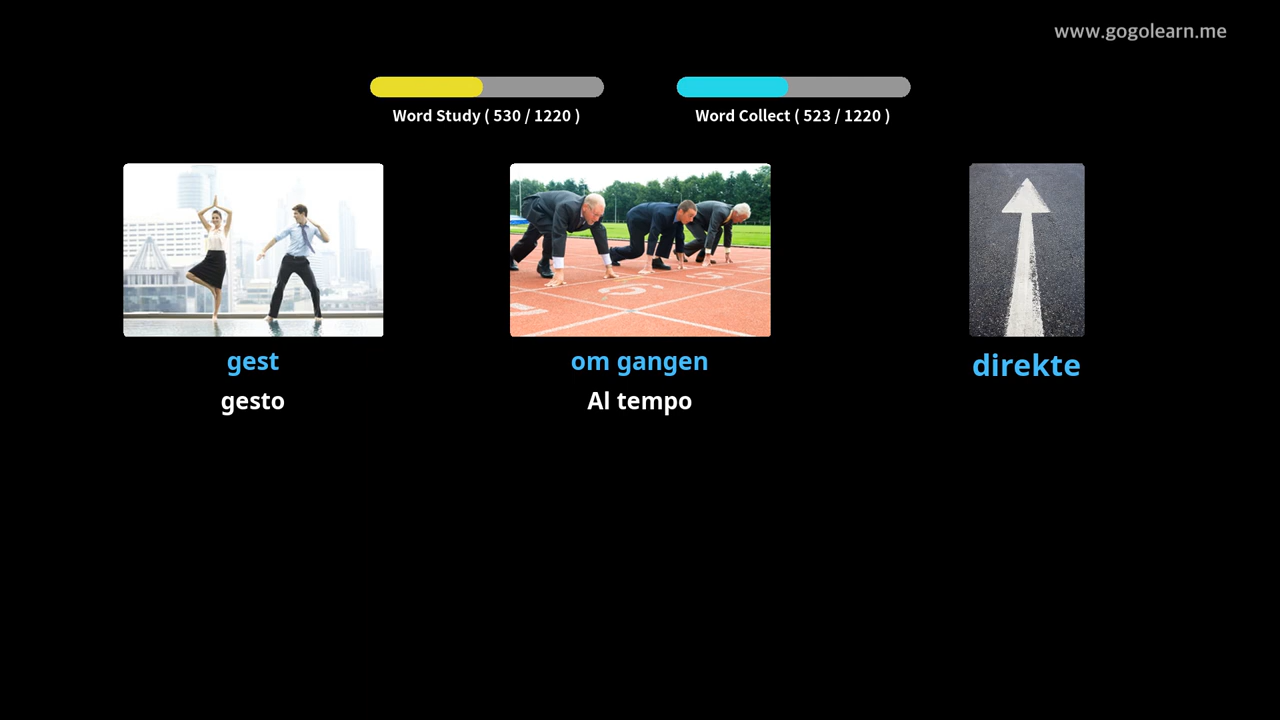 www.gogolearn.me
Word Study ( 530 / 1220 )
Word Collect ( 523 / 1220 )
gest
om gangen
direkte
gesto
Al tempo